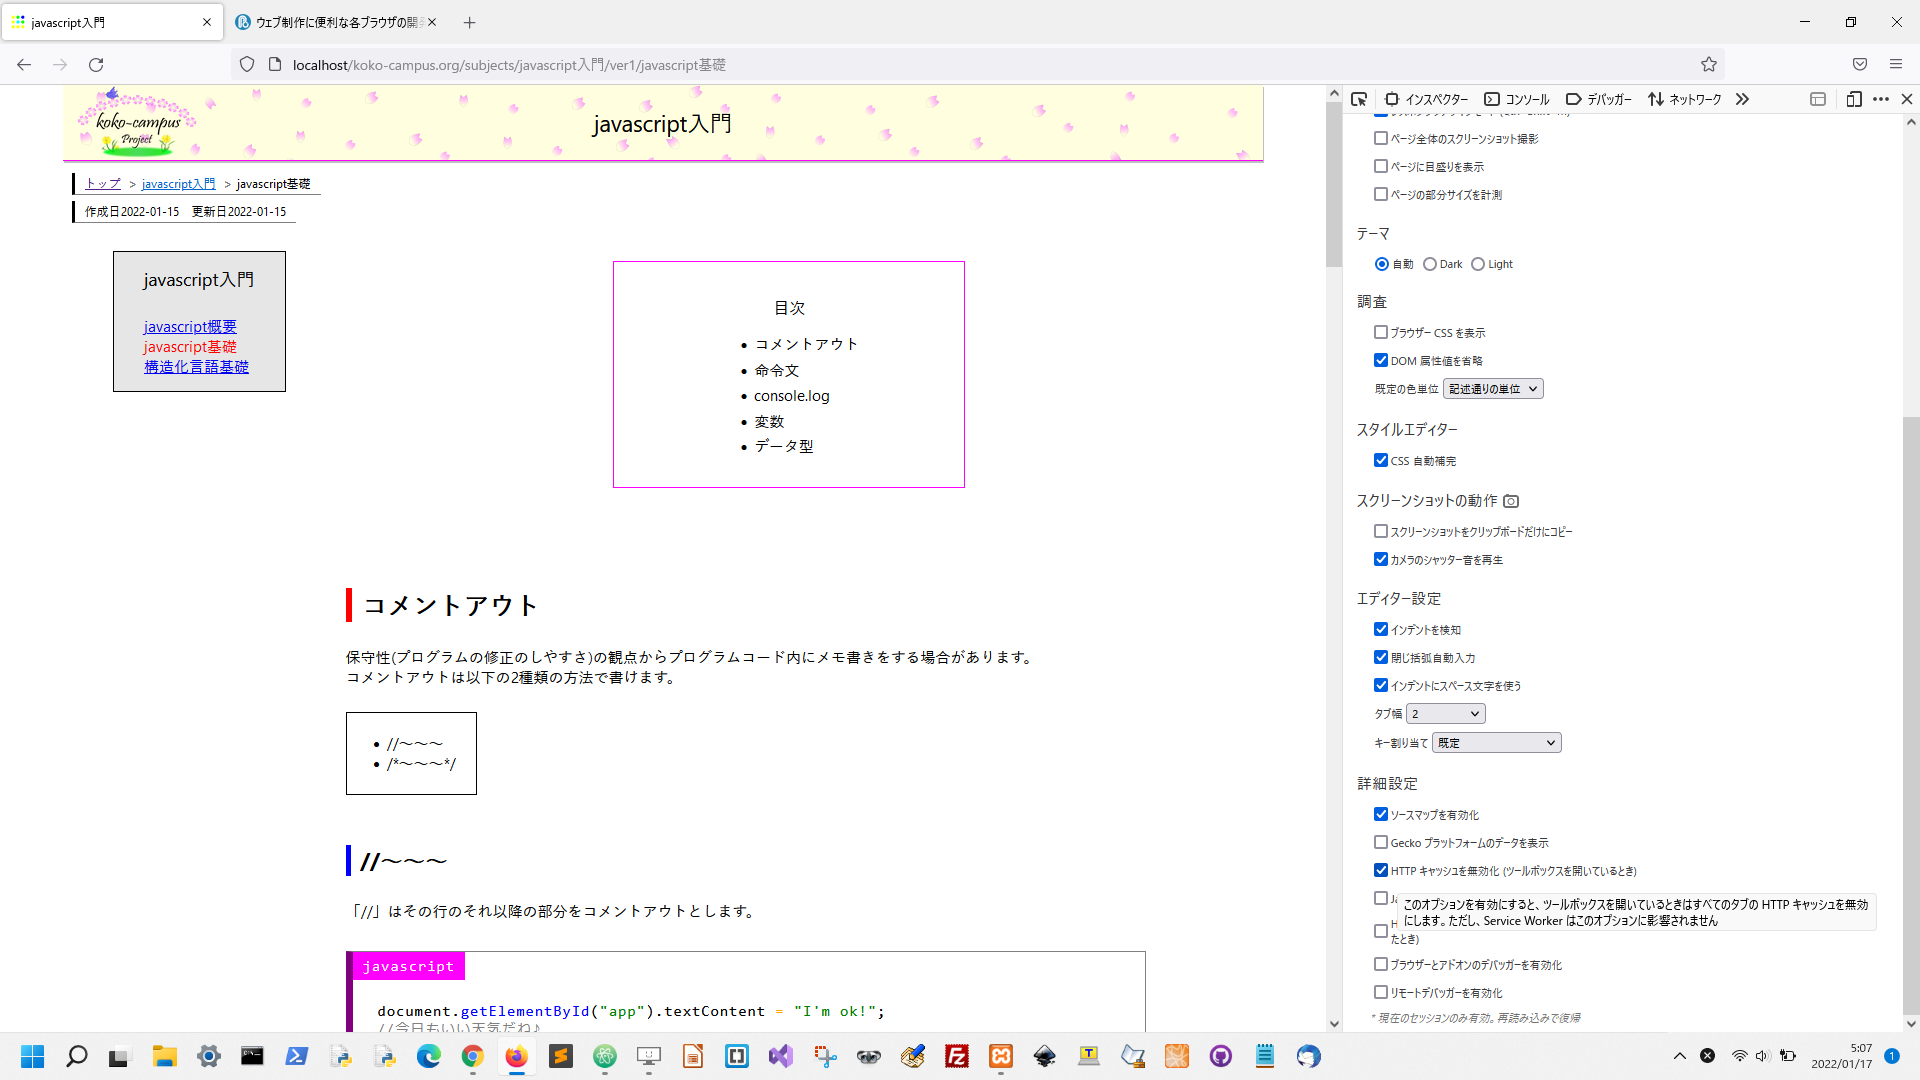 javascript入門
ウェブ制作に便利な各ブラウザの開
localhost/koko-campus.org/subjects/javascript入門/ver1/javascript基礎
koko-campus
Project
javascript入門
トップ > javascript入門 > javascript基礎
作成日2022-01-15 更新日2022-01-15
javascript入門
javascript概要
javascript基礎
構造化言語基礎
目次
コメントアウト
命令文
console.log
変数
データ型
コメントアウト
保守性(プログラムの修正のしやすさ)の観点からプログラムコード内にメモ書きをする場合があります。
コメントアウトは以下の2種類の方法で書けます。
//〜〜〜
/*〜〜〜*/
//〜〜〜
「//」はその行のそれ以降の部分をコメントアウトとします。
javascript
document.getElementById("app").textContent = "I'm ok!";
//今日もいい天気だね♪
インスペクター コンソール デバッガー ネットワーク
ページ全体のスクリーンショット撮影
ページに目盛りを表示
ページの部分サイズを計測
テーマ
自動 Dark Light
調査
ブラウザー CSS を表示
DOM 属性値を省略
既定の色単位 記述通りの単位
スタイルエディター
CSS 自動補完
スクリーンショットの動作
スクリーンショットをクリップボードだけにコピー
カメラのシャッター音を再生
エディター設定
インデントを検知
閉じ括弧自動入力
インデントにスペース文字を使う
タブ幅 2
キー割り当て 既定
詳細設定
ソースマップを有効化
Gecko プラットフォームのデータを表示
HTTP キャッシュを無効化 (ツールボックスを開いているとき)
このオプションを有効にすると、ツールボックスを開いているときはすべてのタブの HTTP キャッシュを無効
にします。ただし、Service Worker はこのオプションに影響されません
たとき)
ブラウザーとアドオンのデバッガーを有効化
リモートデバッガーを有効化
* 現在のセッションのみ有効。再読み込みで復帰
5:07
2022/01/17
1